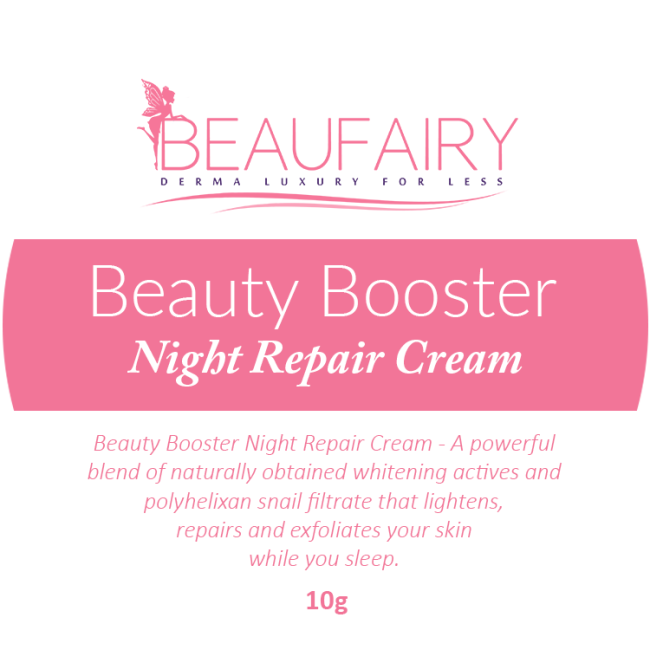 BEAUFAIRY
DERMA LUXURY FOR LESS
Beauty Booster
Night Repair Cream
Beauty Booster Night Repair Cream - A powerful
blend of naturally obtained whitening actives and
polyhelixan snail filtrate that lightens,
repairs and exfoliates your skin
while you sleep.
10g